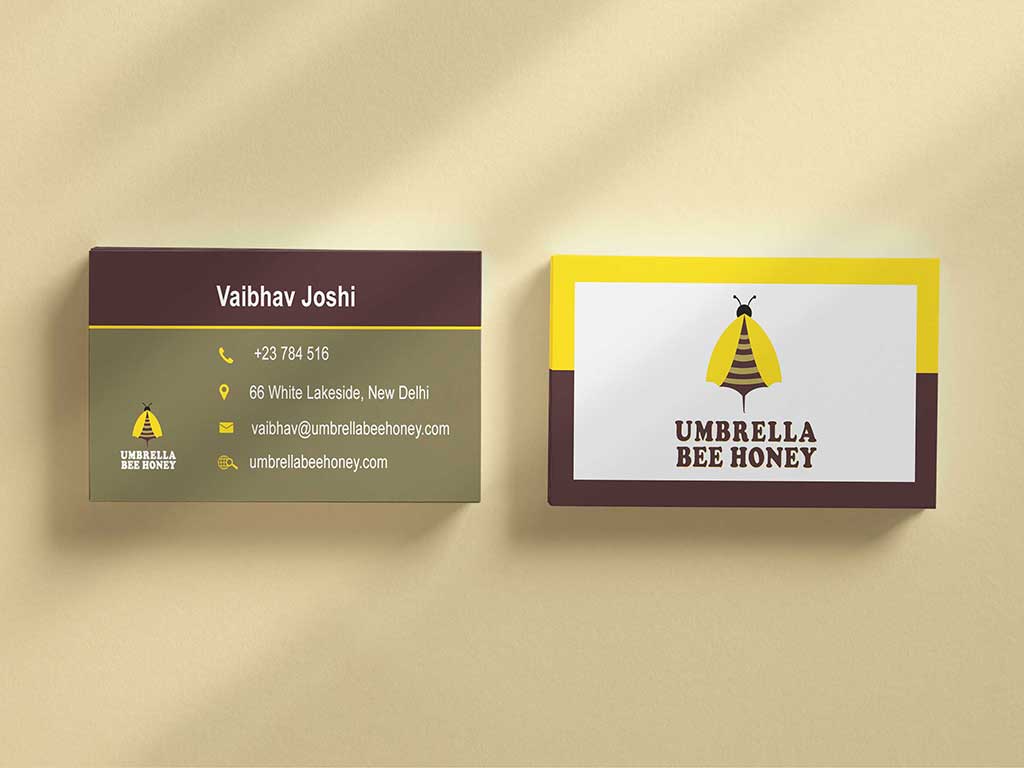 Vaibhav Joshi
+23 784 516
66 White Lakeside, New Delhi
vaibhav@umbrellabeehoney.com
umbrellabeehoney.com
UMBRELLA
BEE HONEY
UMBRELLA
BEE HONEY